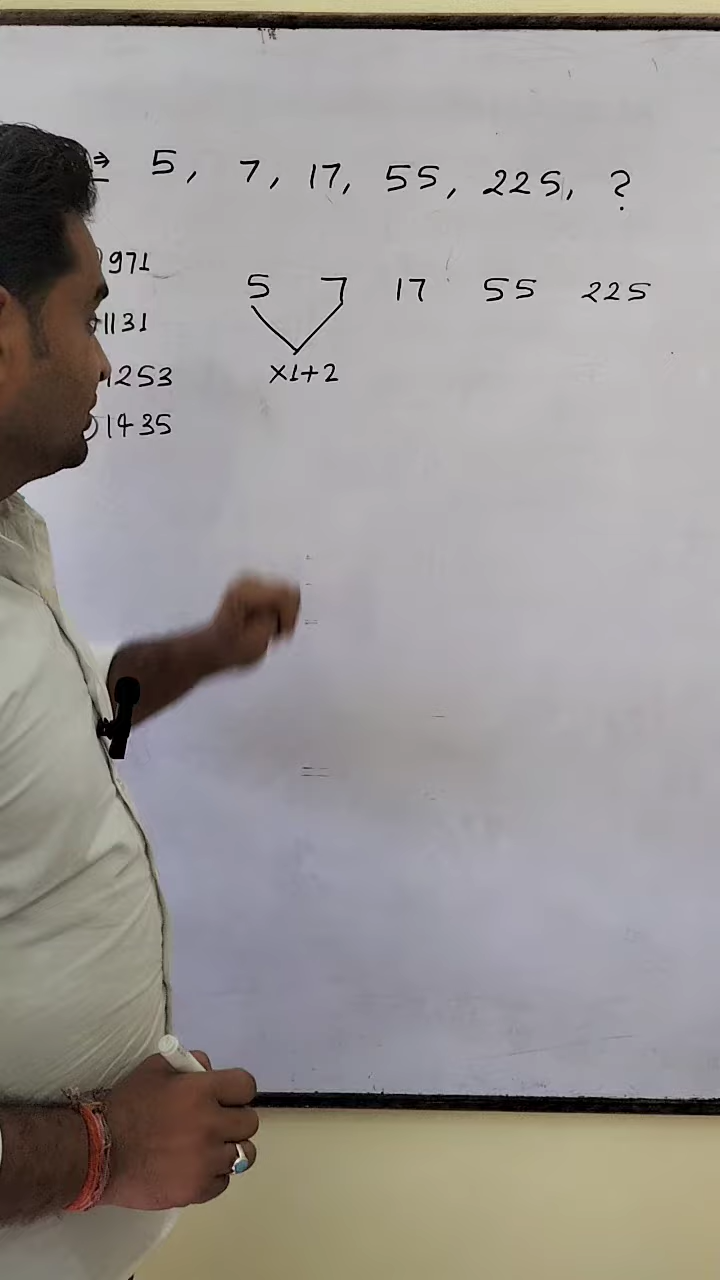 ⇒ 5, 7, 17, 55, 225, ?
)971
1131
1253
)1435
5 7 17 55 225
×1+2